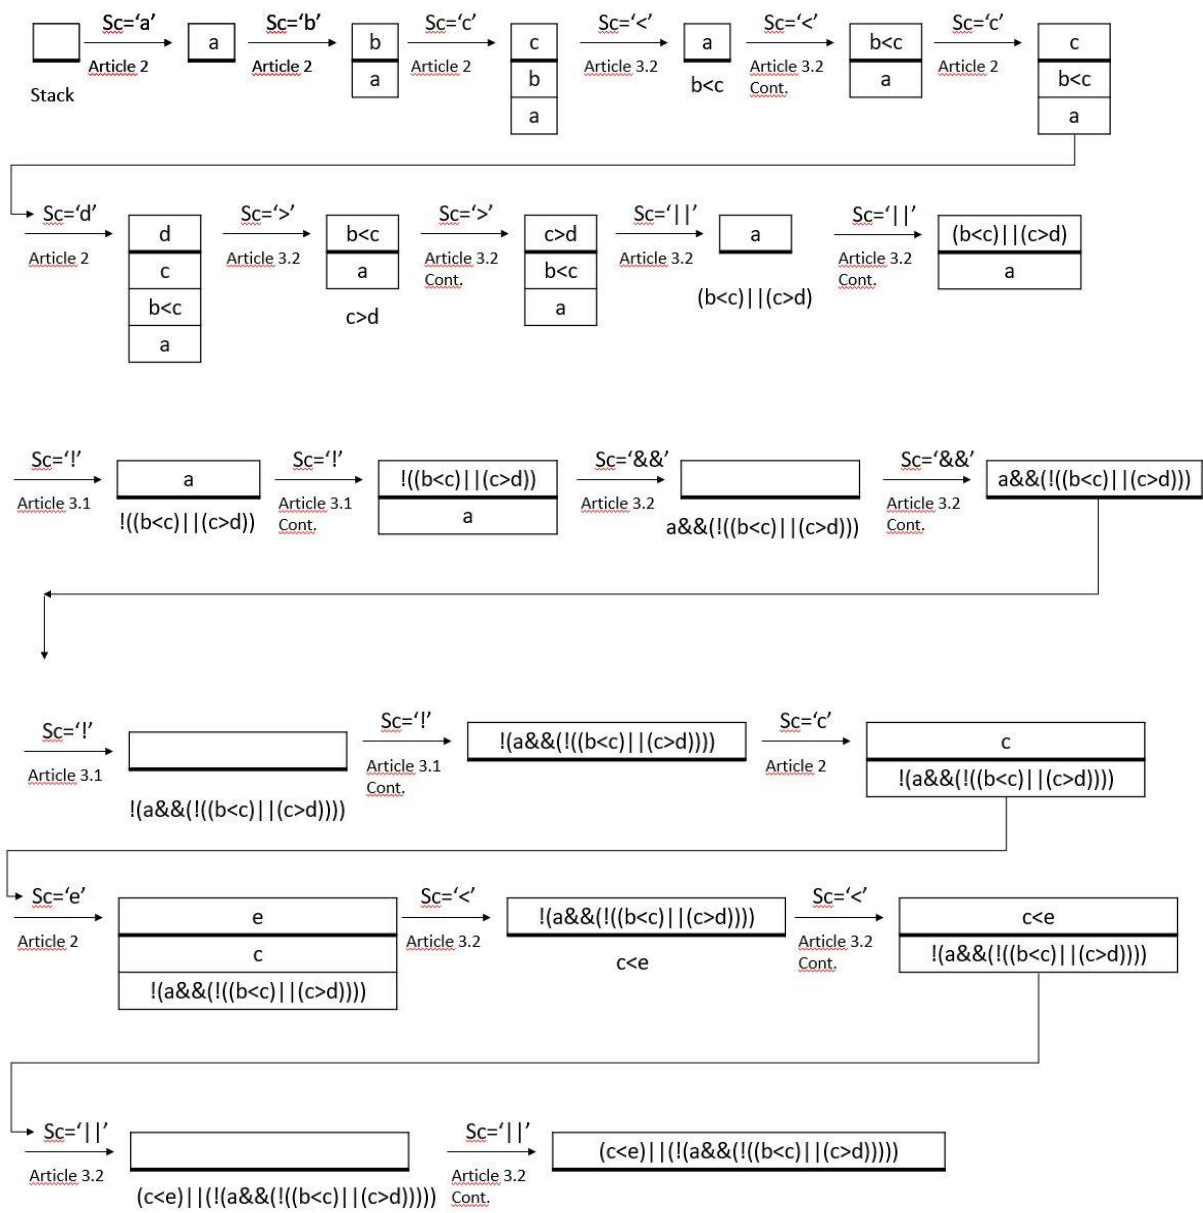 Sc=‘a’ Sc=‘b’ Sc=‘c’ Sc=‘<’ Sc=‘<’ Sc=‘c’
a b c a b<c c
Article 2 Article 2 Article 2 Article 3.2 Article 3.2 Article 2
Stack a b b<c Cont. a b<c
a a
Sc=‘d’ Sc=‘>’ Sc=‘>’ Sc=‘||’ Sc=‘||’
d b<c c>d a (b<c)||(c>d)
Article 2 Article 3.2 Article 3.2 Article 3.2 Article 3.2
c a Cont. b<c Cont. a
b<c c>d a (b<c)||(c>d)
a
Sc=‘!’ Sc=‘!’ Sc=‘&&’ Sc=‘&&’
a !((b<c)||(c>d)) a&&(!((b<c)||(c>d)))
Article 3.1 Article 3.1 Article 3.2 Article 3.2
!((b<c)||(c>d)) Cont. a a&&(!((b<c)||(c>d))) Cont.
Sc=‘!’ Sc=‘!’ Sc=‘c’
!(a&&(!((b<c)||(c>d)))) c
Article 3.1 Article 3.1 Article 2
Cont. !(a&&(!((b<c)||(c>d))))
!(a&&(!((b<c)||(c>d))))
Sc=‘e’ Sc=‘<’ Sc=‘<’
e !(a&&(!((b<c)||(c>d)))) c<e
Article 2 Article 3.2 Article 3.2
c c<e Cont. !(a&&(!((b<c)||(c>d))))
!(a&&(!((b<c)||(c>d))))
Sc=‘||’ Sc=‘||’
(c<e)||(!(a&&(!((b<c)||(c>d)))))
Article 3.2 Article 3.2
(c<e)||(!(a&&(!((b<c)||(c>d))))) Cont.